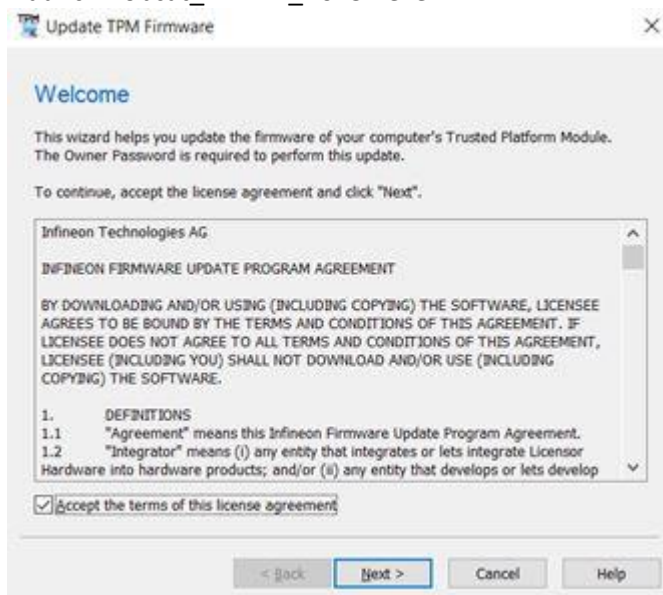 Update TPM Firmware
Welcome
This wizard helps you update the firmware of your computer's Trusted Platform Module.
The Owner Password is required to perform this update.
To continue, accept the license agreement and click "Next".
Infineon Technologies AG
INFINEON FIRMWARE UPDATE PROGRAM AGREEMENT
BY DOWNLOADING AND/OR USING (INCLUDING COPYING) THE SOFTWARE, LICENSEE
AGREES TO BE BOUND BY THE TERMS AND CONDITIONS OF THIS AGREEMENT. IF
LICENSEE DOES NOT AGREE TO ALL TERMS AND CONDITIONS OF THIS AGREEMENT,
LICENSEE (INCLUDING YOU) SHALL NOT DOWNLOAD AND/OR USE (INCLUDING
COPYING) THE SOFTWARE.
1. DEFINITIONS
1.1 "Agreement" means this Infineon Firmware Update Program Agreement.
1.2 "Integrator" means (i) any entity that integrates or lets integrate Licensor
Hardware into hardware products; and/or (ii) any entity that develops or lets develop
Accept the terms of this license agreement
< Back Next > Cancel Help